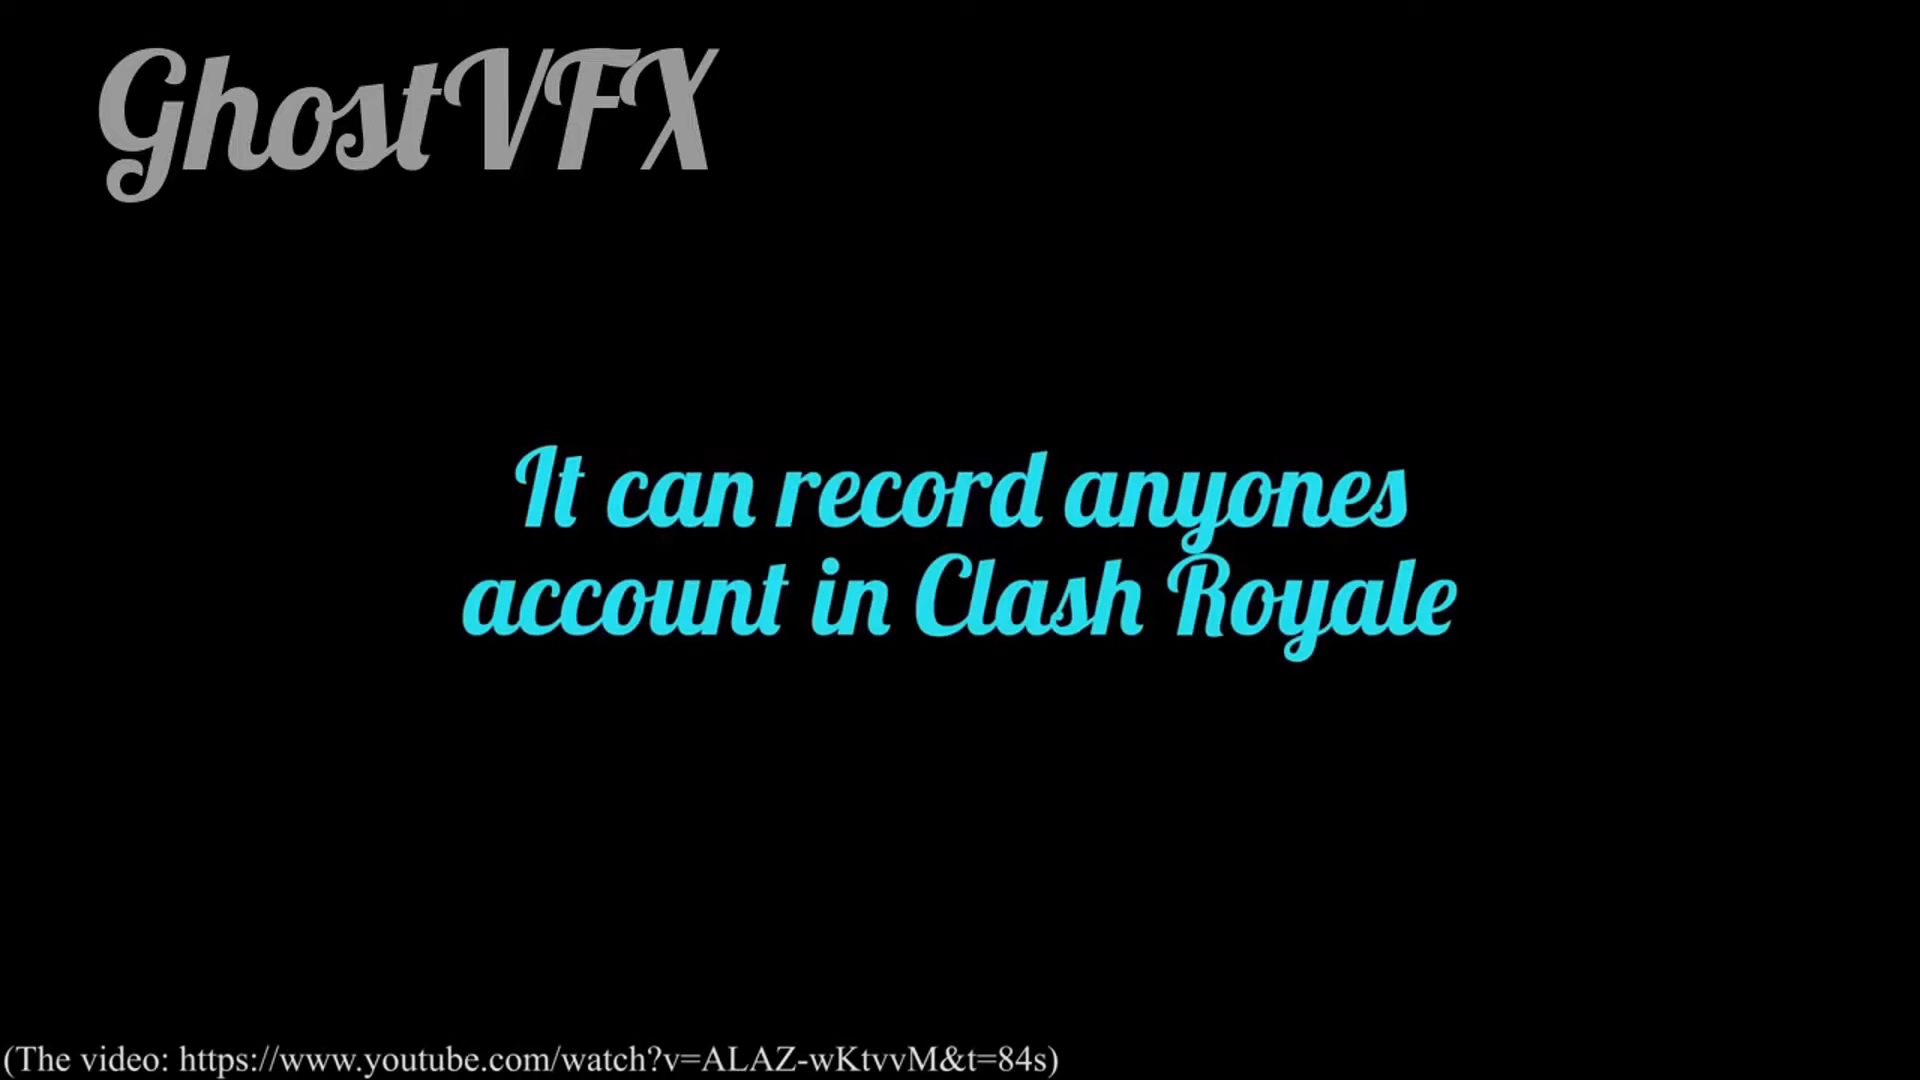 GhostVFX
It can record anyones
account in Clash Royale
(The video: https://www.youtube.com/watch?v=ALAZ-wKtvvM&t=84s)